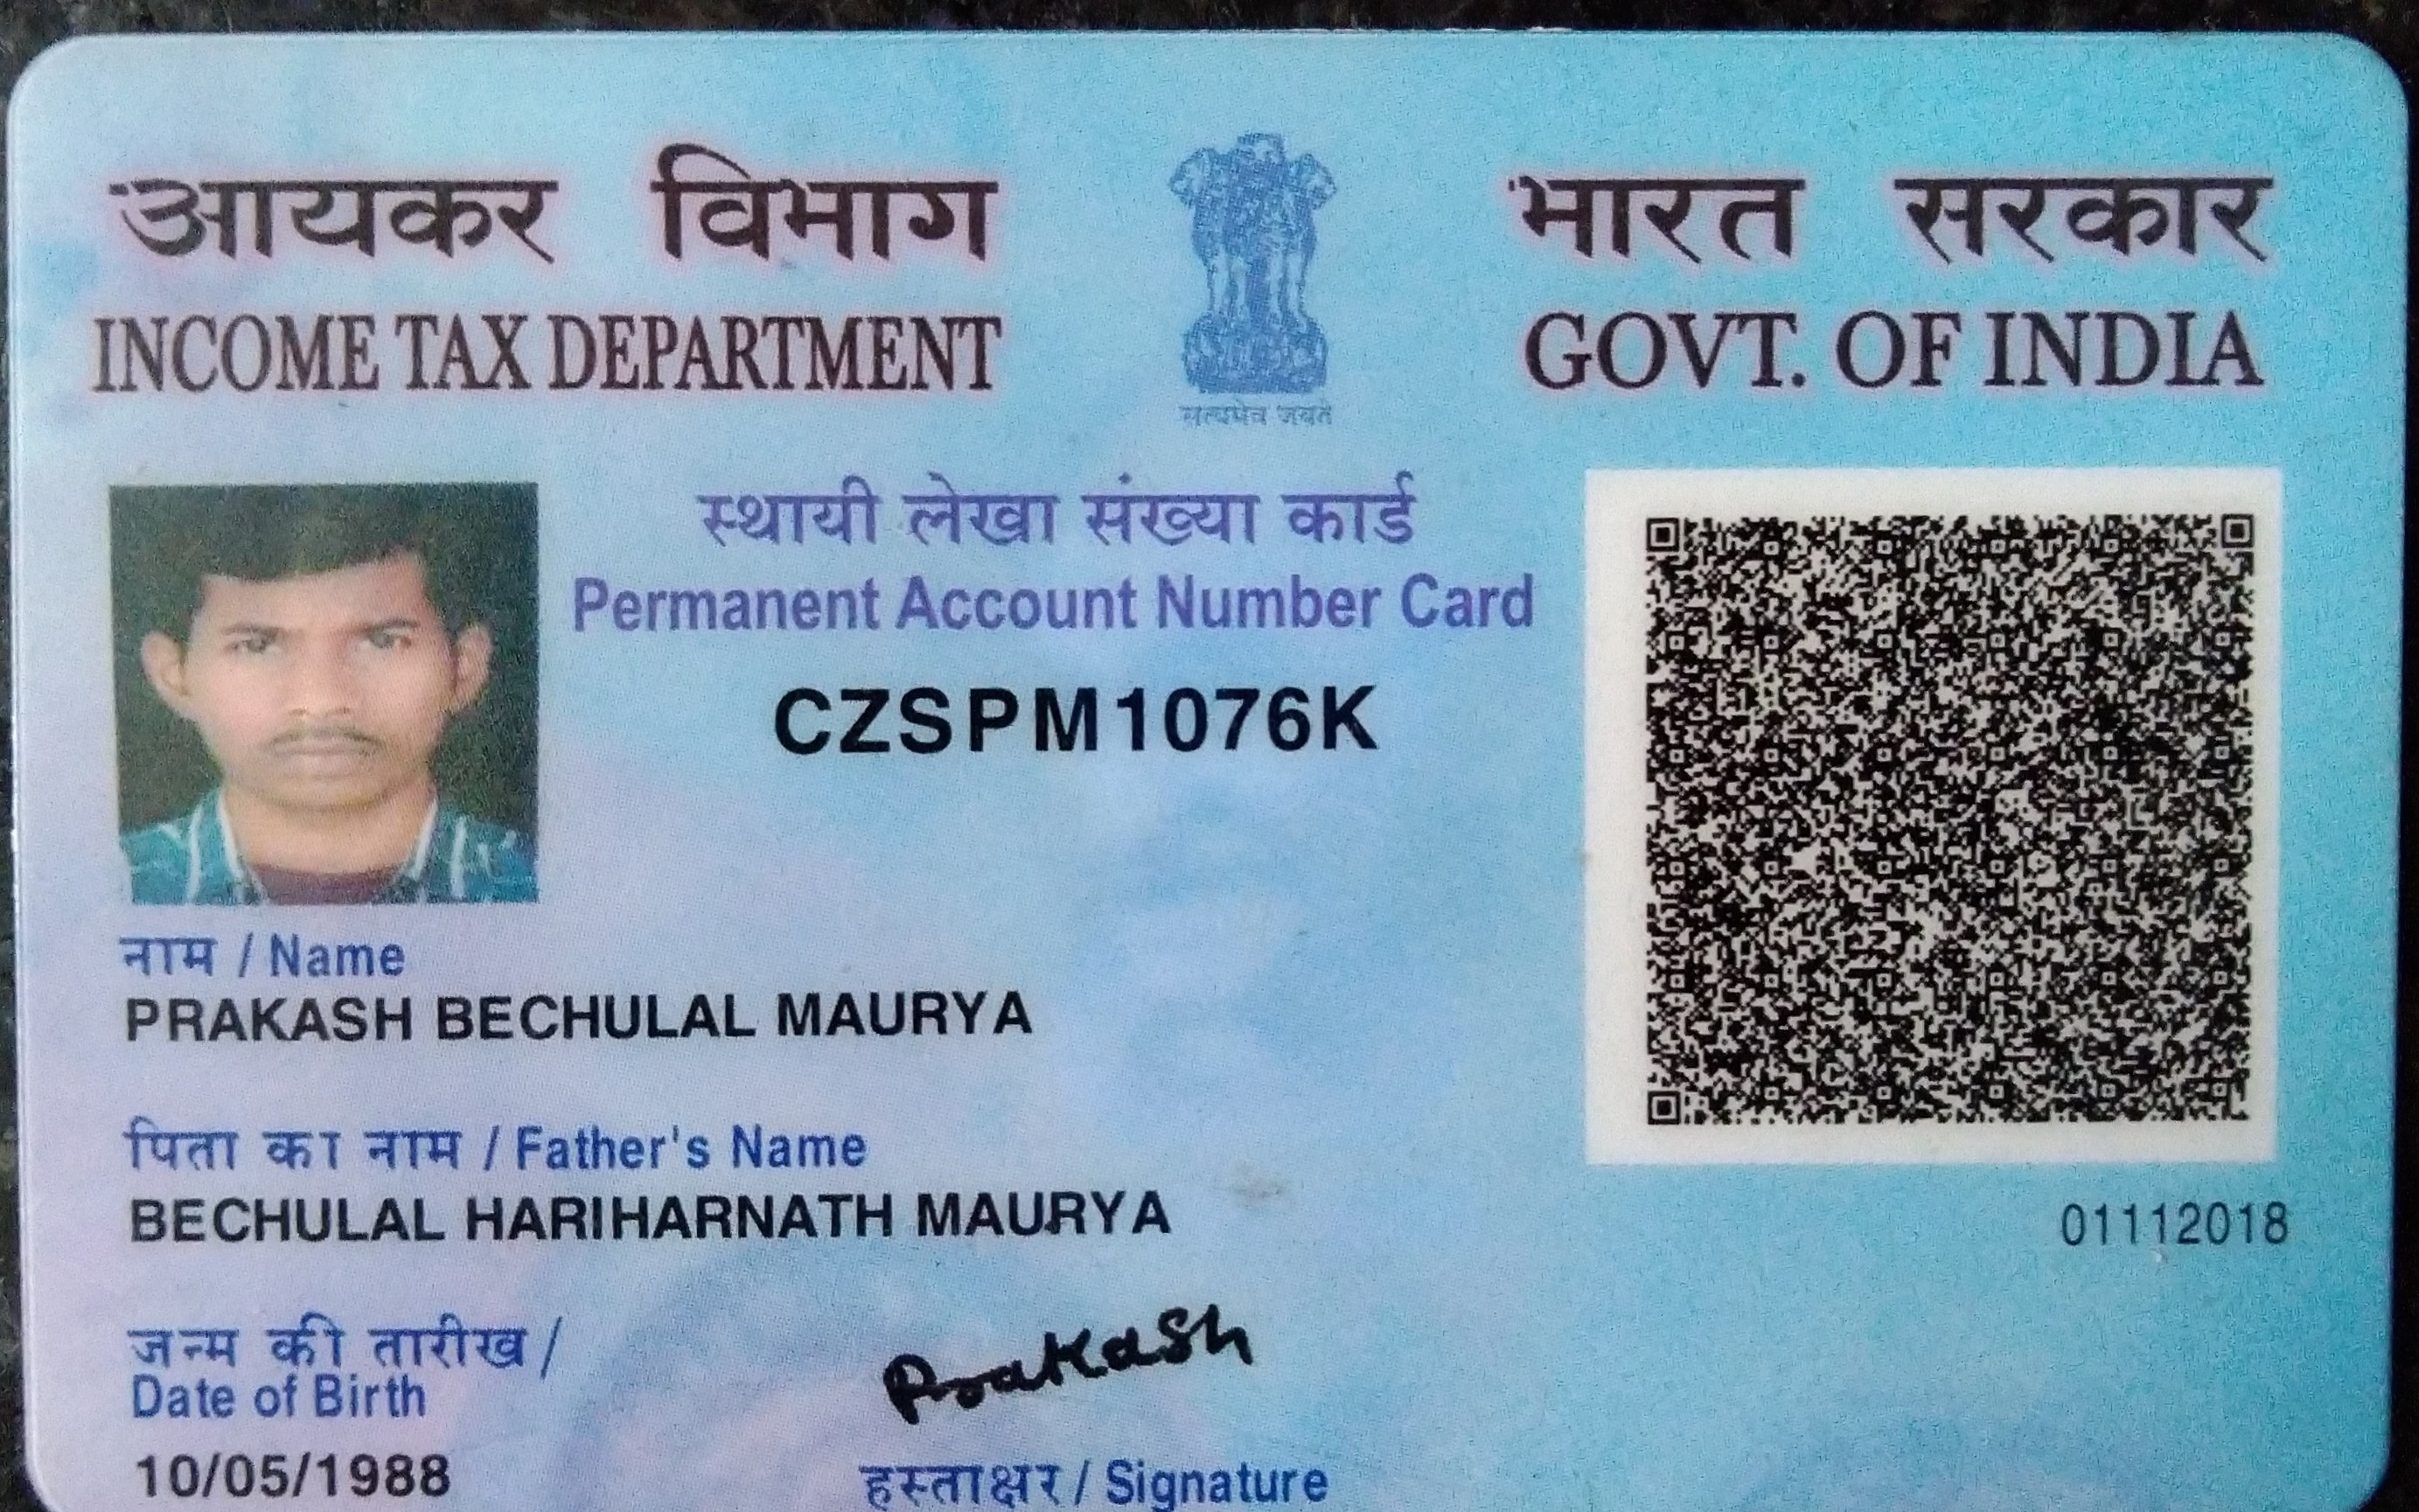 आयकर विभाग
INCOME TAX DEPARTMENT
सत्यमेव जयते
भारत सरकार
GOVT. OF INDIA
स्थायी लेखा संख्या कार्ड
Permanent Account Number Card
CZSPM1076K
नाम / Name
PRAKASH BECHULAL MAURYA
पिता का नाम / Father's Name
BECHULAL HARIHARNATH MAURYA
01112018
जन्म की तारीख /
Date of Birth
10/05/1988
Prakash
हस्ताक्षर / Signature